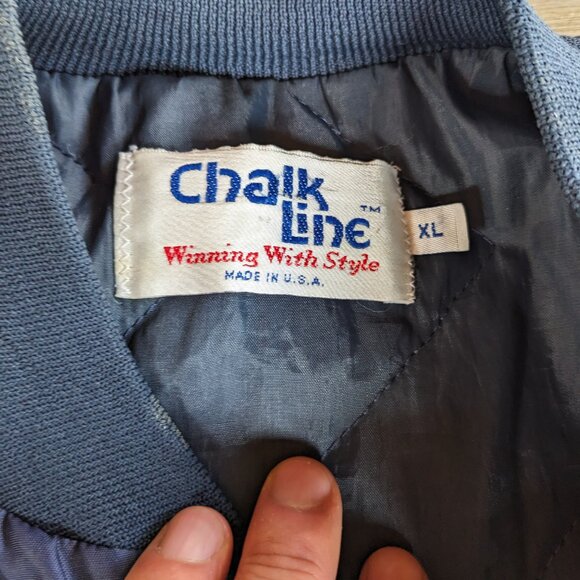 Chalk
Line™
Winning With Style
MADE IN U.S.A.
XL